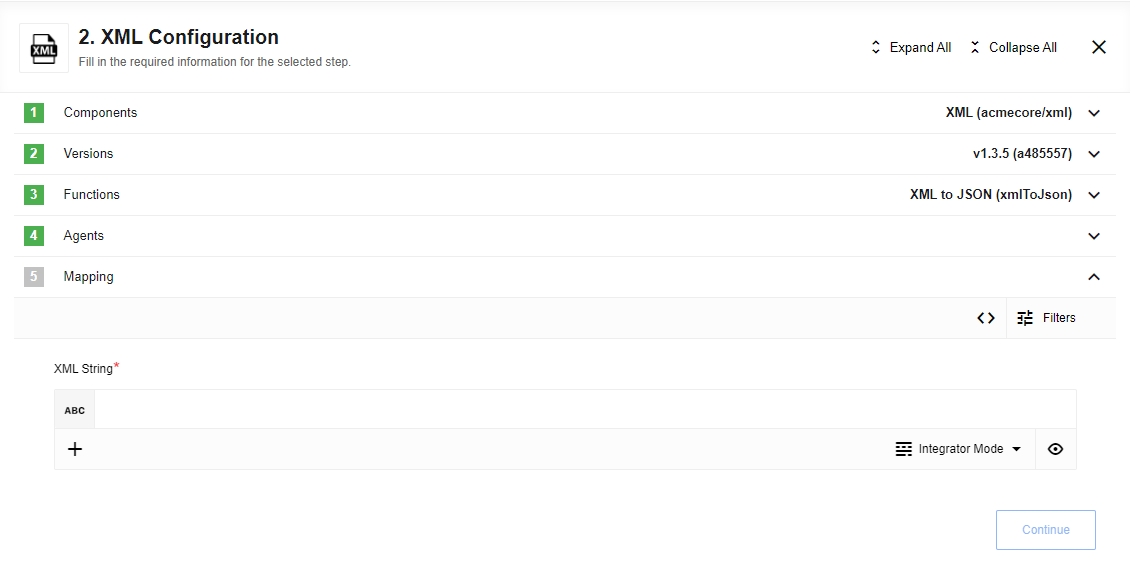 XML
2. XML Configuration
Fill in the required information for the selected step.
Expand All
Collapse All
1 Components XML (acmecore/xml)
2 Versions v1.3.5 (a485557)
3 Functions XML to JSON (xmlToJson)
4 Agents
5 Mapping
Filters
XML String*
ABC
Integrator Mode
Continue